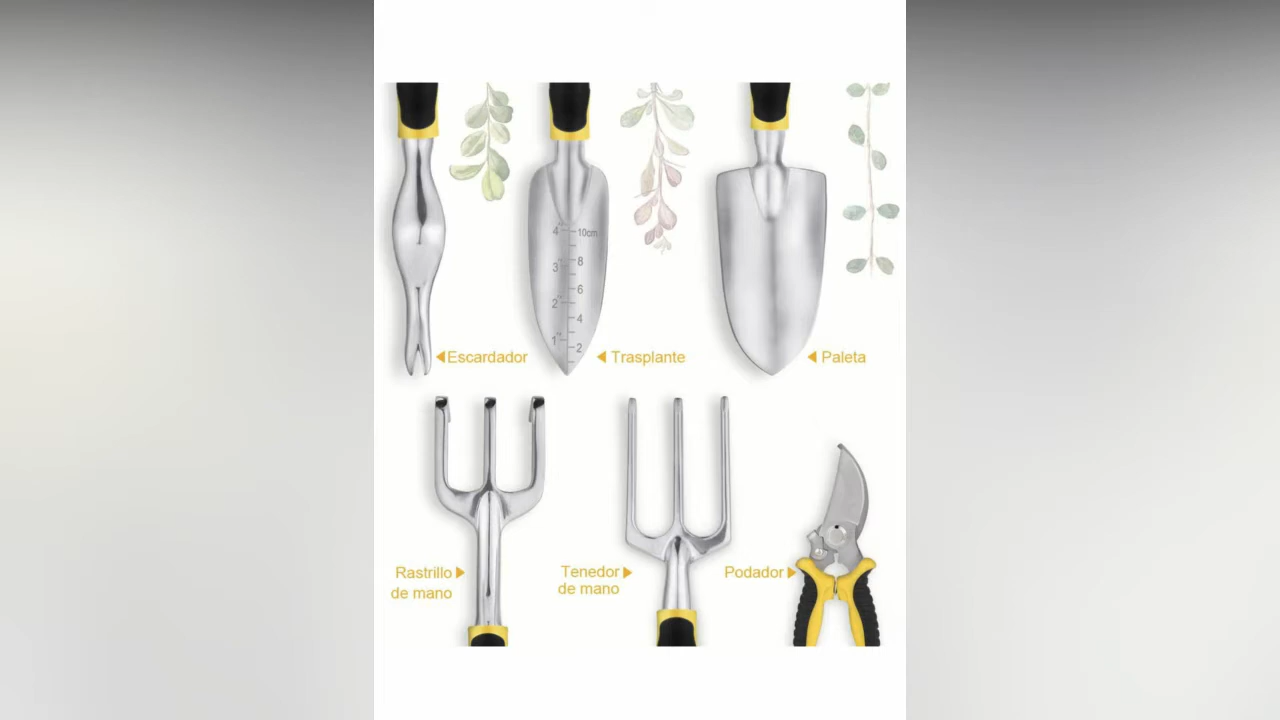 4" 10cm
3" 8
6
2"
4
1"
2
Escardador
Trasplante
Paleta
Rastrillo
de mano
Tenedor
de mano
Podador